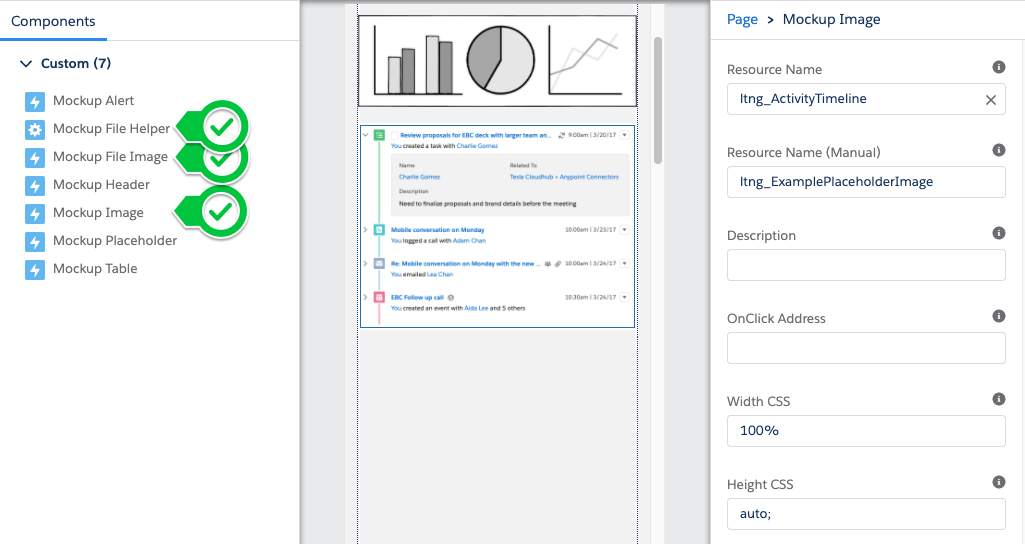 Components
Custom (7)
Mockup Alert
Mockup File Helper
Mockup File Image
Mockup Header
Mockup Image
Mockup Placeholder
Mockup Table
Review proposals for EBC deck with larger team an... 9:00am | 3/20/17
You created a task with Charlie Gomez
Name Related To
Charlie Gomez Tesla Cloudhub + Anypoint Connectors
Description
Need to finalize proposals and brand details before the meeting
Mobile conversation on Monday 10:00am | 3/23/17
You logged a call with Adam Chan
Re: Mobile conversation on Monday with the new ... 10:00am | 3/24/17
You emailed Lea Chan
EBC Follow up call 10:30am | 3/24/17
You created an event with Aida Lee and 5 others
Page > Mockup Image
Resource Name
ltng_ActivityTimeline
Resource Name (Manual)
ltng_ExamplePlaceholderImage
Description
OnClick Address
Width CSS
100%
Height CSS
auto;